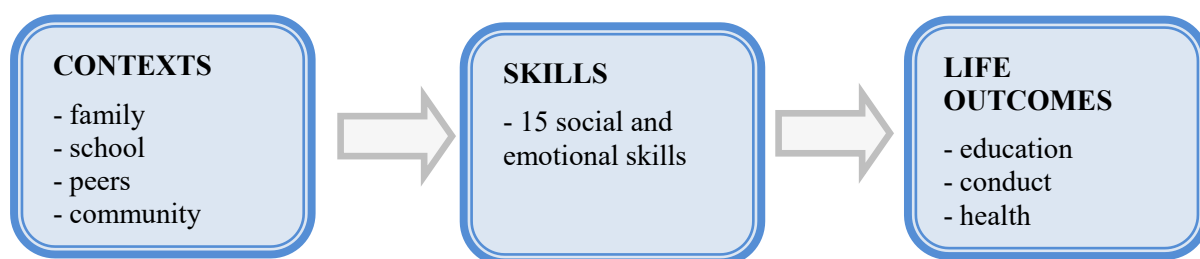 CONTEXTS
- family
- school
- peers
- community
SKILLS
- 15 social and
emotional skills
LIFE
OUTCOMES
- education
- conduct
- health